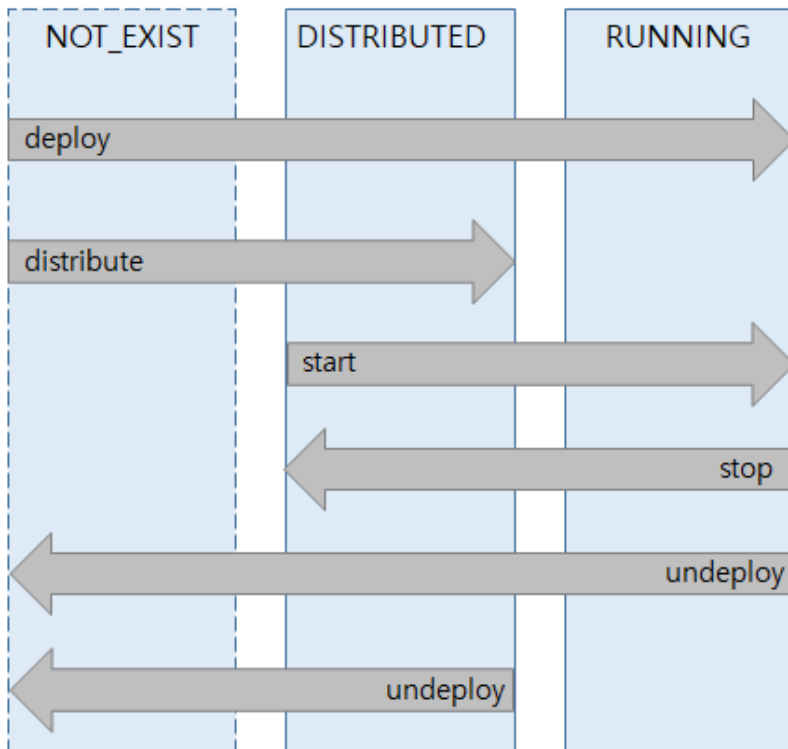 NOT_EXIST
DISTRIBUTED
RUNNING
deploy
distribute
start
stop
undeploy
undeploy